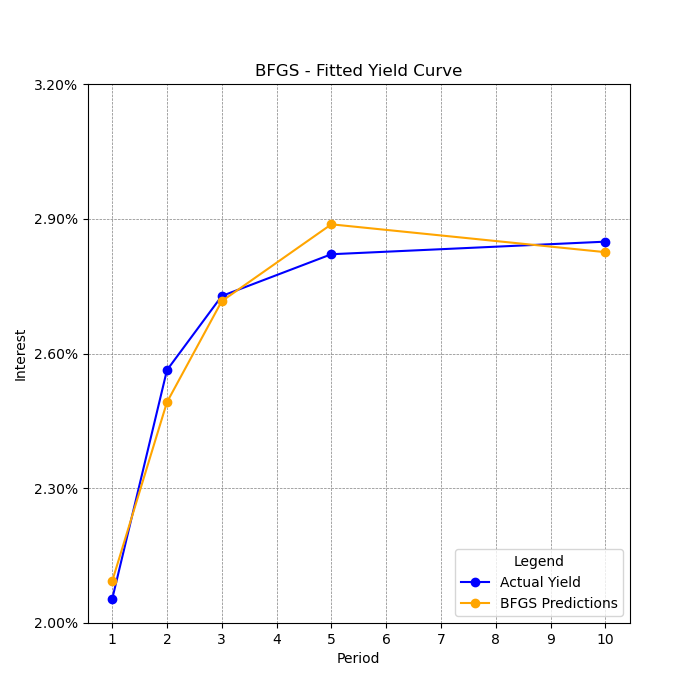 BFGS - Fitted Yield Curve
3.20%
2.90%
2.60%
2.30%
2.00%
Interest
1 2 3 4 5 6 7 8 9 10
Period
Legend
Actual Yield
BFGS Predictions